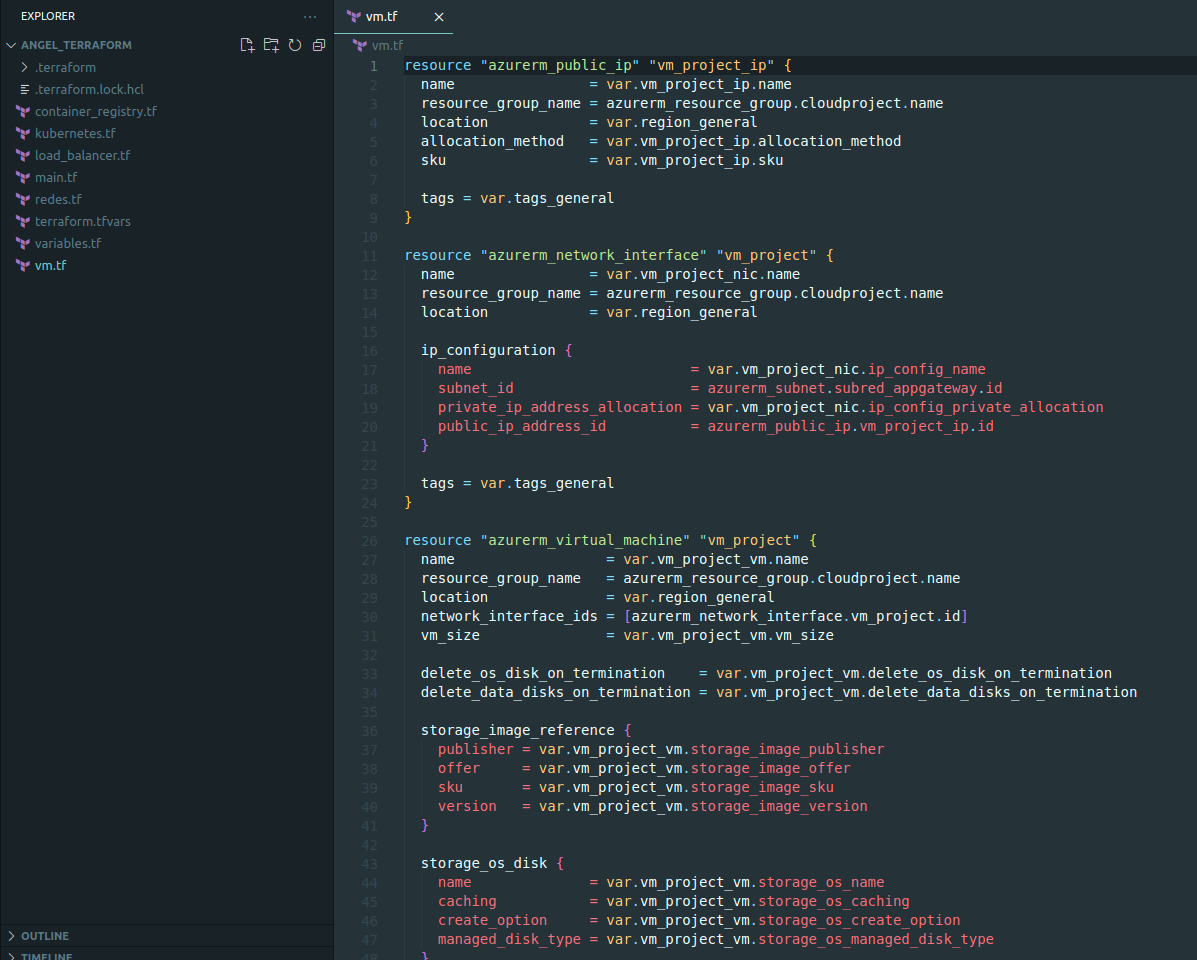 EXPLORER
ANGEL_TERRAFORM
.terraform
.terraform.lock.hcl
container_registry.tf
kubernetes.tf
load_balancer.tf
main.tf
redes.tf
terraform.tfvars
variables.tf
vm.tf
OUTLINE
TIMELINE
vm.tf
vm.tf
1 resource "azurerm_public_ip" "vm_project_ip" {
2   name                = var.vm_project_ip.name
3   resource_group_name = azurerm_resource_group.cloudproject.name
4   location            = var.region_general
5   allocation_method   = var.vm_project_ip.allocation_method
6   sku                 = var.vm_project_ip.sku
7
8   tags = var.tags_general
9 }
10
11 resource "azurerm_network_interface" "vm_project" {
12   name                = var.vm_project_nic.name
13   resource_group_name = azurerm_resource_group.cloudproject.name
14   location            = var.region_general
15
16   ip_configuration {
17     name                          = var.vm_project_nic.ip_config_name
18     subnet_id                     = azurerm_subnet.subred_appgateway.id
19     private_ip_address_allocation = var.vm_project_nic.ip_config_private_allocation
20     public_ip_address_id          = azurerm_public_ip.vm_project_ip.id
21   }
22
23   tags = var.tags_general
24 }
25
26 resource "azurerm_virtual_machine" "vm_project" {
27   name                  = var.vm_project_vm.name
28   resource_group_name   = azurerm_resource_group.cloudproject.name
29   location              = var.region_general
30   network_interface_ids = [azurerm_network_interface.vm_project.id]
31   vm_size               = var.vm_project_vm.vm_size
32
33   delete_os_disk_on_termination    = var.vm_project_vm.delete_os_disk_on_termination
34   delete_data_disks_on_termination = var.vm_project_vm.delete_data_disks_on_termination
35
36   storage_image_reference {
37     publisher = var.vm_project_vm.storage_image_publisher
38     offer     = var.vm_project_vm.storage_image_offer
39     sku       = var.vm_project_vm.storage_image_sku
40     version   = var.vm_project_vm.storage_image_version
41   }
42
43   storage_os_disk {
44     name              = var.vm_project_vm.storage_os_name
45     caching           = var.vm_project_vm.storage_os_caching
46     create_option     = var.vm_project_vm.storage_os_create_option
47     managed_disk_type = var.vm_project_vm.storage_os_managed_disk_type
48   }